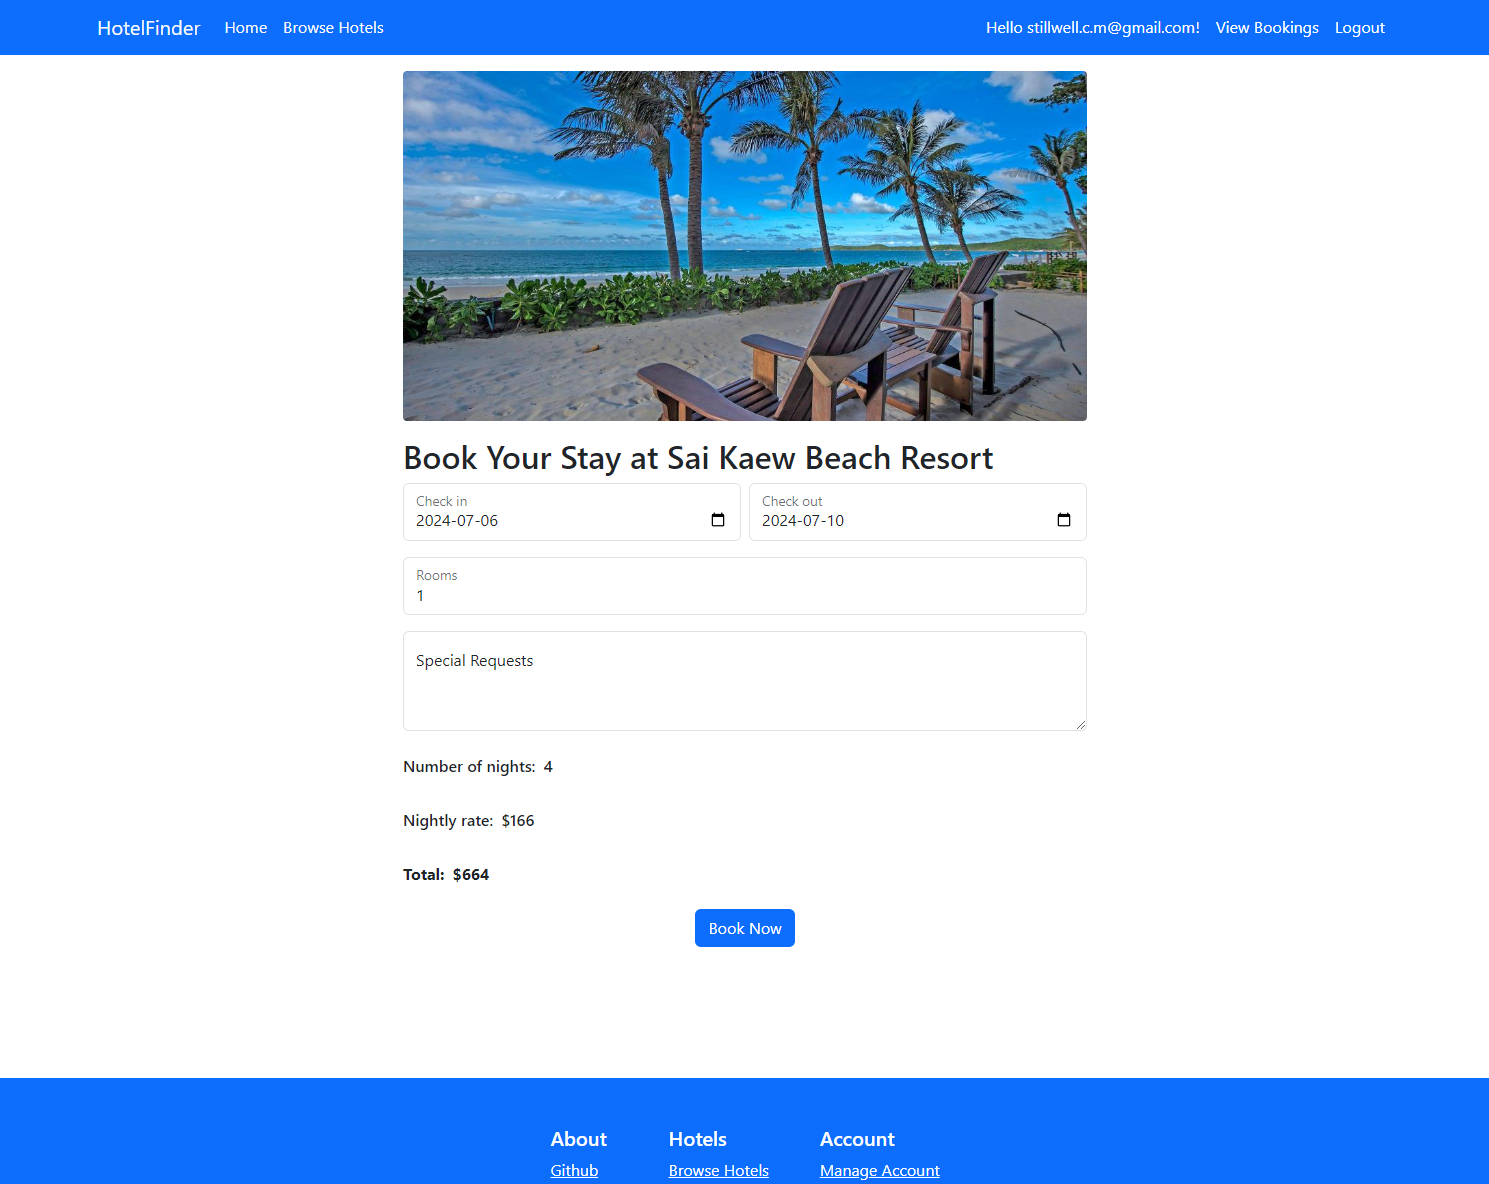 HotelFinder Home Browse Hotels Hello stillwell.c.m@gmail.com! View Bookings Logout
Book Your Stay at Sai Kaew Beach Resort
Check in
2024-07-06
Check out
2024-07-10
Rooms
1
Special Requests
Number of nights: 4
Nightly rate: $166
Total: $664
Book Now
About
Github
Hotels
Browse Hotels
Account
Manage Account